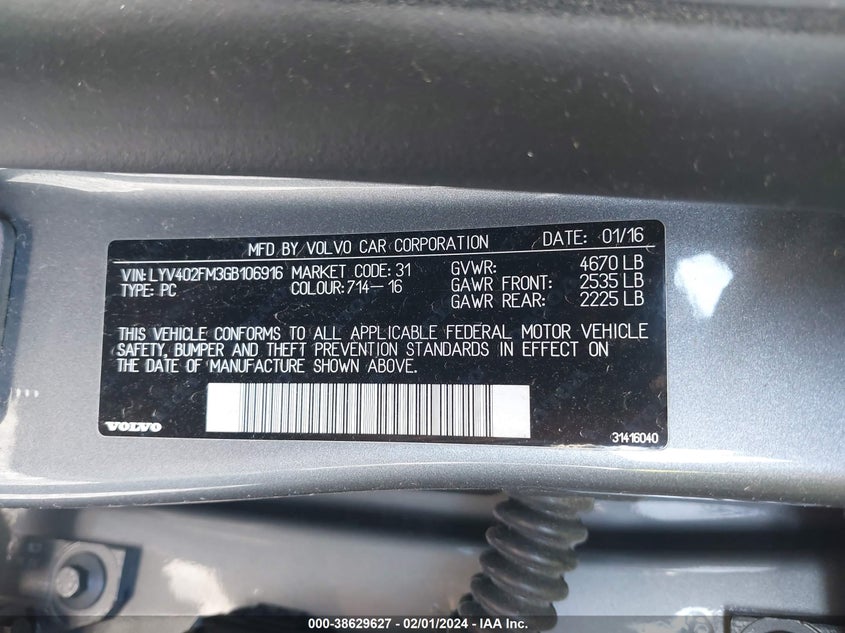 MFD BY VOLVO CAR CORPORATION DATE: 01/16
VIN: LYV402FM3GB106916 MARKET CODE: 31 GVWR: 4670 LB
TYPE: PC COLOUR: 714-16 GAWR FRONT: 2535 LB
GAWR REAR: 2225 LB
THIS VEHICLE CONFORMS TO ALL APPLICABLE FEDERAL MOTOR VEHICLE
SAFETY, BUMPER AND THEFT PREVENTION STANDARDS IN EFFECT ON
THE DATE OF MANUFACTURE SHOWN ABOVE.
VOLVO 31416040
000-38629627 - 02/01/2024 - IAA Inc.